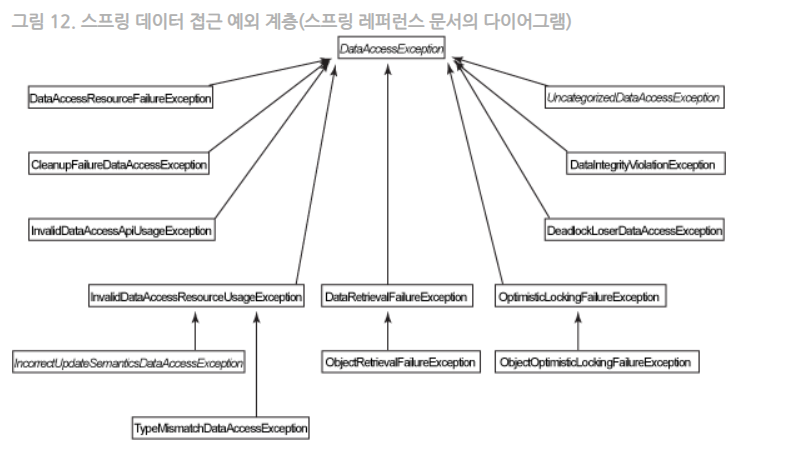 그림 12. 스프링 데이터 접근 예외 계층(스프링 레퍼런스 문서의 다이어그램)
DataAccessException
DataAccessResourceFailureException
UncategorizedDataAccessException
CleanupFailureDataAccessException
DataIntegrityViolationException
InvalidDataAccessApiUsageException
DeadlockLoserDataAccessException
InvalidDataAccessResourceUsageException
DataRetrievalFailureException
OptimisticLockingFailureException
IncorrectUpdateSemanticsDataAccessException
ObjectRetrievalFailureException
ObjectOptimisticLockingFailureException
TypeMismatchDataAccessException